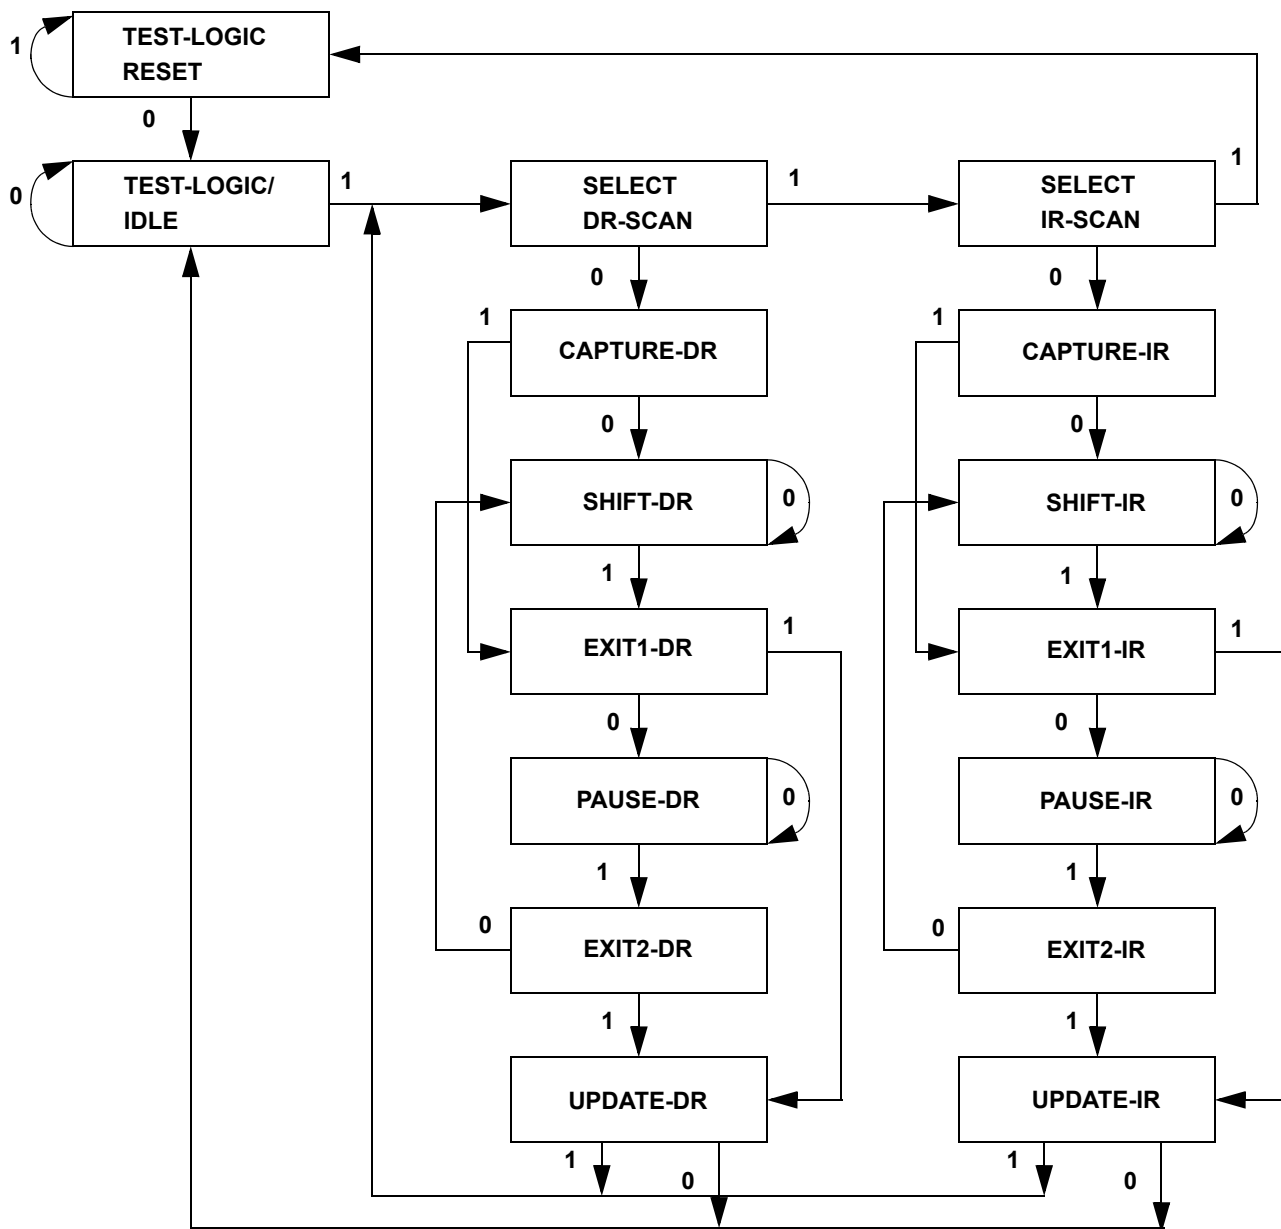 1
TEST-LOGIC
RESET
0
0
TEST-LOGIC/
IDLE
1
SELECT
DR-SCAN
1
SELECT
IR-SCAN
1
0
0
1
CAPTURE-DR
1
CAPTURE-IR
0
0
SHIFT-DR
0
SHIFT-IR
0
1
1
EXIT1-DR
1
EXIT1-IR
1
0
0
PAUSE-DR
0
PAUSE-IR
0
1
1
0
EXIT2-DR
0
EXIT2-IR
1
1
UPDATE-DR
UPDATE-IR
1
0
1
0